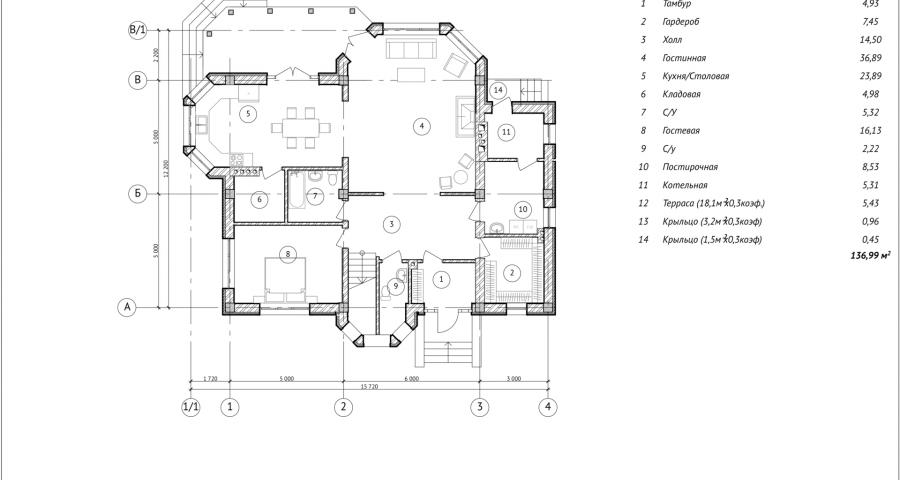 1 Тамбур 4,93
2 Гардероб 7,45
3 Холл 14,50
4 Гостинная 36,89
5 Кухня/Столовая 23,89
6 Кладовая 4,98
7 С/У 5,32
8 Гостевая 16,13
9 С/у 2,22
10 Постирочная 8,53
11 Котельная 5,31
12 Терраса (18,1м²х0,3коэф.) 5,43
13 Крыльцо (3,2м²х0,3коэф) 0,96
14 Крыльцо (1,5м²х0,3коэф) 0,45
136,99 м²
В/1
В
Б
А
2 200
5 000
5 000
12 200
14
5
4
11
6
7
10
3
8
9
1
2
1 720 5 000 6 000 3 000
15 720
1/1 1 2 3 4